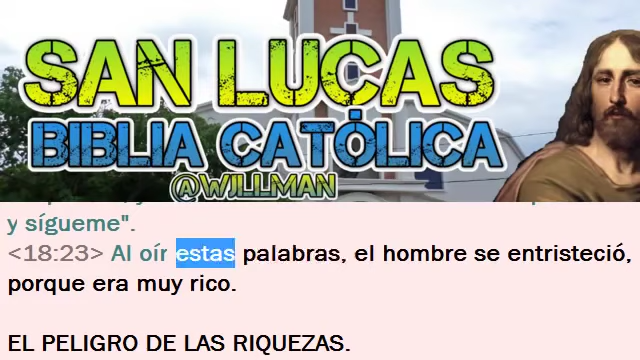 SAN LUCAS
BIBLIA CATÓLICA
@WJLLMAN
y sígueme".
<18:23> Al oír estas palabras, el hombre se entristeció,
porque era muy rico.
EL PELIGRO DE LAS RIQUEZAS.